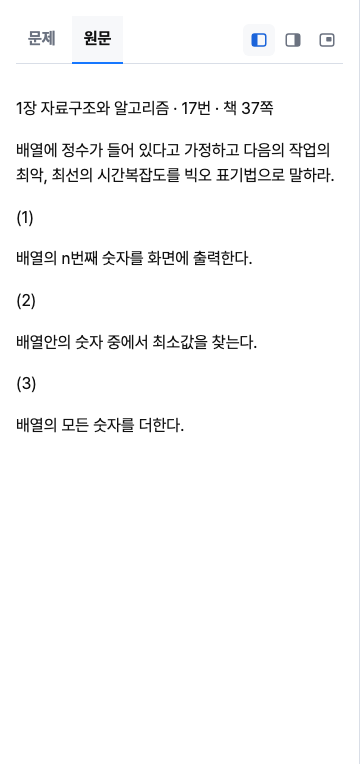 문제 원문
1장 자료구조와 알고리즘 · 17번 · 책 37쪽
배열에 정수가 들어 있다고 가정하고 다음의 작업의
최악, 최선의 시간복잡도를 빅오 표기법으로 말하라.
(1)
배열의 n번째 숫자를 화면에 출력한다.
(2)
배열안의 숫자 중에서 최소값을 찾는다.
(3)
배열의 모든 숫자를 더한다.